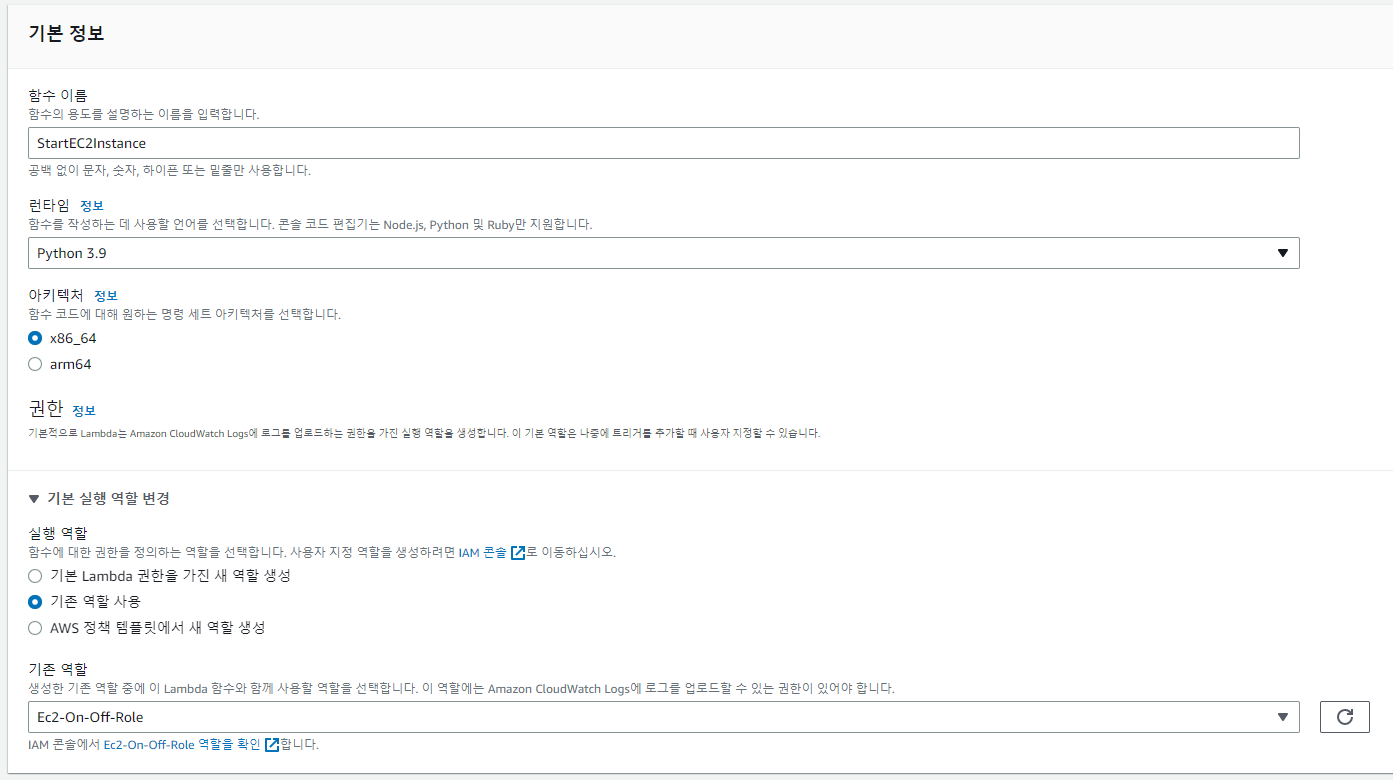 기본 정보
함수 이름
함수의 용도를 설명하는 이름을 입력합니다.
StartEC2Instance
공백 없이 문자, 숫자, 하이픈 또는 밑줄만 사용합니다.
런타임 정보
함수를 작성하는 데 사용할 언어를 선택합니다. 콘솔 코드 편집기는 Node.js, Python 및 Ruby만 지원합니다.
Python 3.9
아키텍처 정보
함수 코드에 대해 원하는 명령 세트 아키텍처를 선택합니다.
x86_64
arm64
권한 정보
기본적으로 Lambda는 Amazon CloudWatch Logs에 로그를 업로드하는 권한을 가진 실행 역할을 생성합니다. 이 기본 역할은 나중에 트리거를 추가할 때 사용자 지정할 수 있습니다.
기본 실행 역할 변경
실행 역할
함수에 대한 권한을 정의하는 역할을 선택합니다. 사용자 지정 역할을 생성하려면 IAM 콘솔로 이동하십시오.
기본 Lambda 권한을 가진 새 역할 생성
기존 역할 사용
AWS 정책 템플릿에서 새 역할 생성
기존 역할
생성한 기존 역할 중에 이 Lambda 함수와 함께 사용할 역할을 선택합니다. 이 역할에는 Amazon CloudWatch Logs에 로그를 업로드할 수 있는 권한이 있어야 합니다.
Ec2-On-Off-Role
IAM 콘솔에서 Ec2-On-Off-Role 역할을 확인합니다.